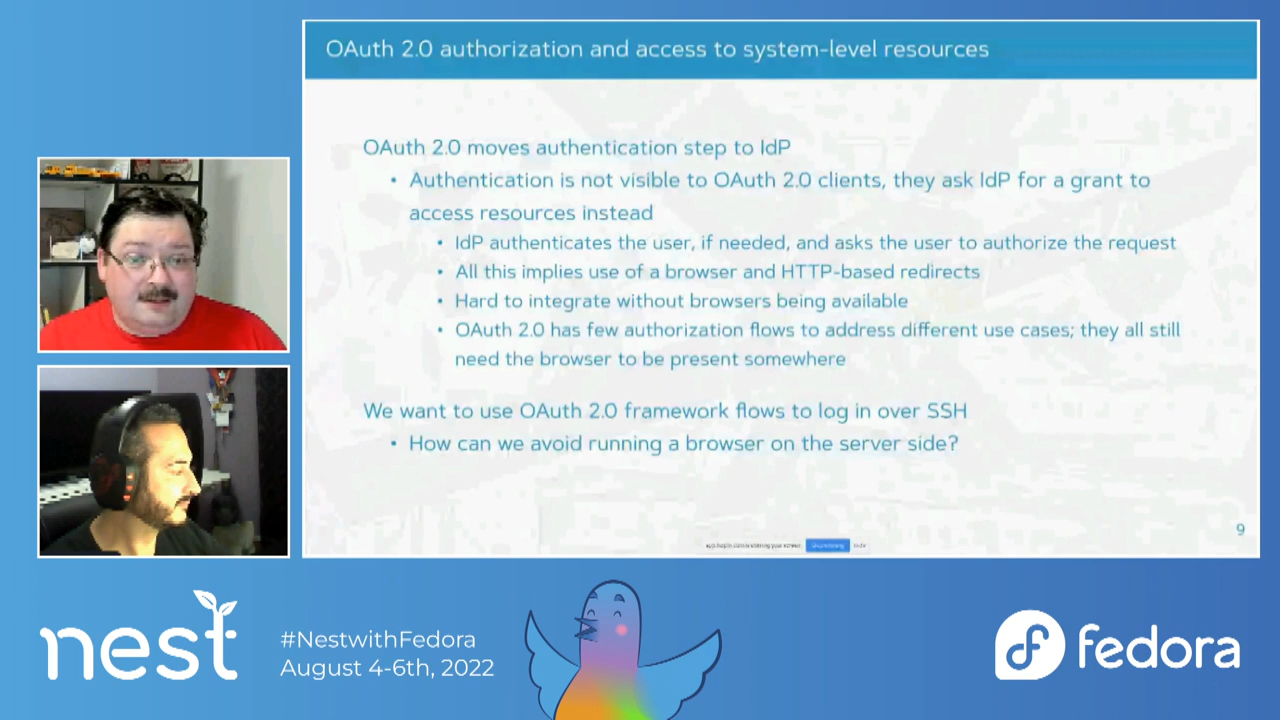 OAuth 2.0 authorization and access to system-level resources
OAuth 2.0 moves authentication step to IdP
• Authentication is not visible to OAuth 2.0 clients, they ask IdP for a grant to
access resources instead
• IdP authenticates the user, if needed, and asks the user to authorize the request
• All this implies use of a browser and HTTP-based redirects
• Hard to integrate without browsers being available
• OAuth 2.0 has few authorization flows to address different use cases; they all still
need the browser to be present somewhere
We want to use OAuth 2.0 framework flows to log in over SSH
• How can we avoid running a browser on the server side?
9
nest
#NestwithFedora
August 4-6th, 2022
fedora